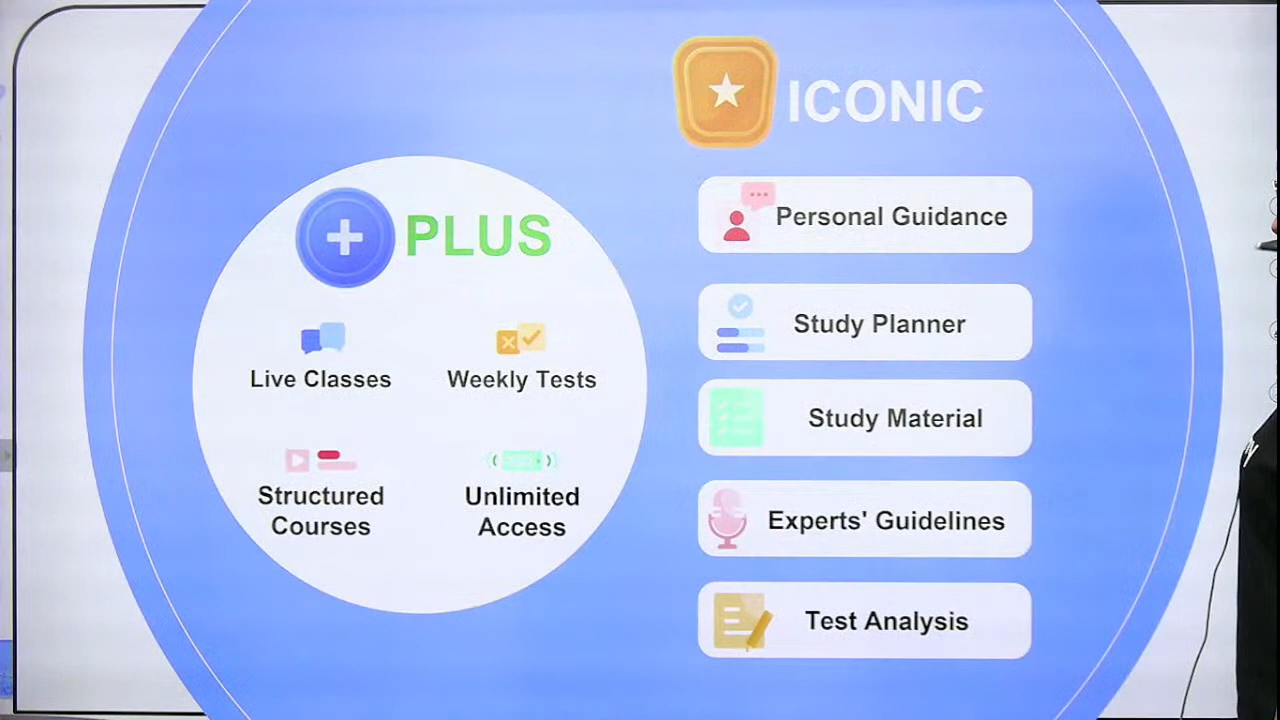 ICONIC
PLUS
Live Classes
Weekly Tests
Structured
Courses
Unlimited
Access
Personal Guidance
Study Planner
Study Material
Experts' Guidelines
Test Analysis